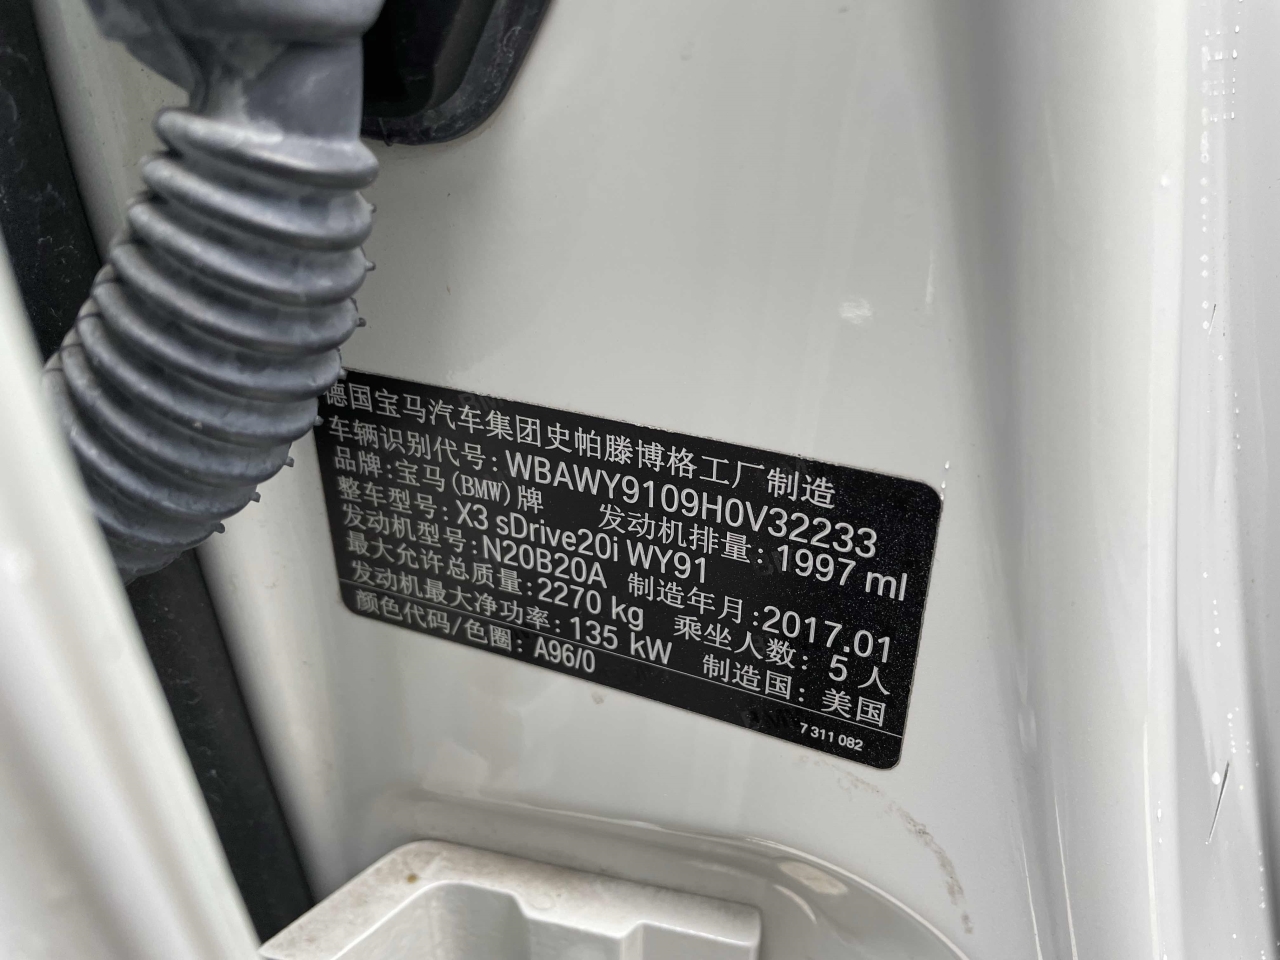 德国宝马汽车集团史帕滕博格工厂制造
车辆识别代号：WBAWY9109H0V32233
品牌:宝马(BMW)牌 发动机排量：1997 ml
整车型号：X3 sDrive20i WY91
发动机型号：N20B20A 制造年月:2017.01
最大允许总质量:2270 kg 乘坐人数：5 人
发动机最大净功率:135 kW 制造国：美国
颜色代码/色圈：A96/0
7 311 082